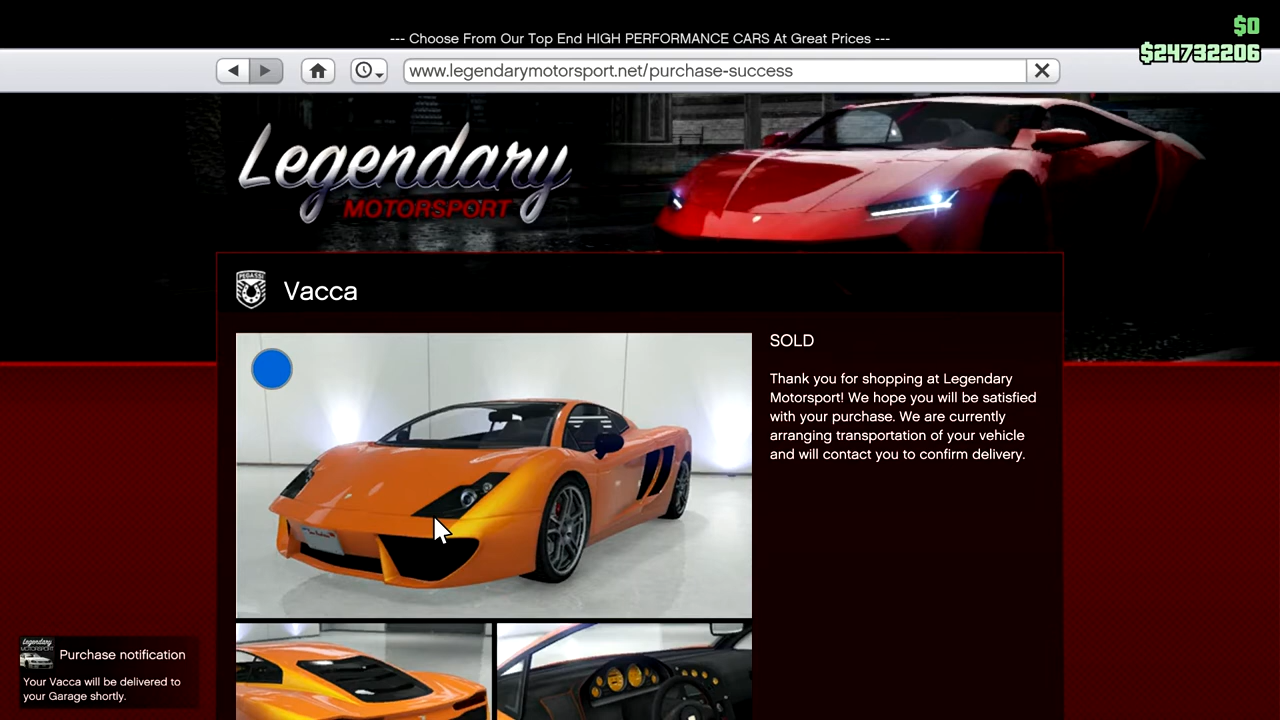 --- Choose From Our Top End HIGH PERFORMANCE CARS At Great Prices ---
$0
$24732206
www.legendarymotorsport.net/purchase-success
Legendary
MOTORSPORT
PEGASSI
Vacca
SOLD
Thank you for shopping at Legendary
Motorsport! We hope you will be satisfied
with your purchase. We are currently
arranging transportation of your vehicle
and will contact you to confirm delivery.
Legendary
MOTORSPORT
Purchase notification
Your Vacca will be delivered to
your Garage shortly.